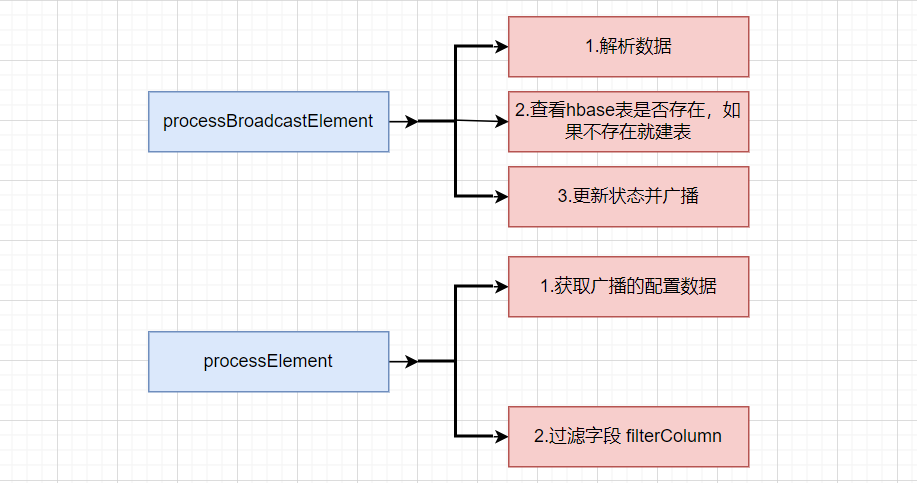 1.解析数据
processBroadcastElement
2.查看hbase表是否存在，如
果不存在就建表
3.更新状态并广播
1.获取广播的配置数据
processElement
2.过滤字段 filterColumn